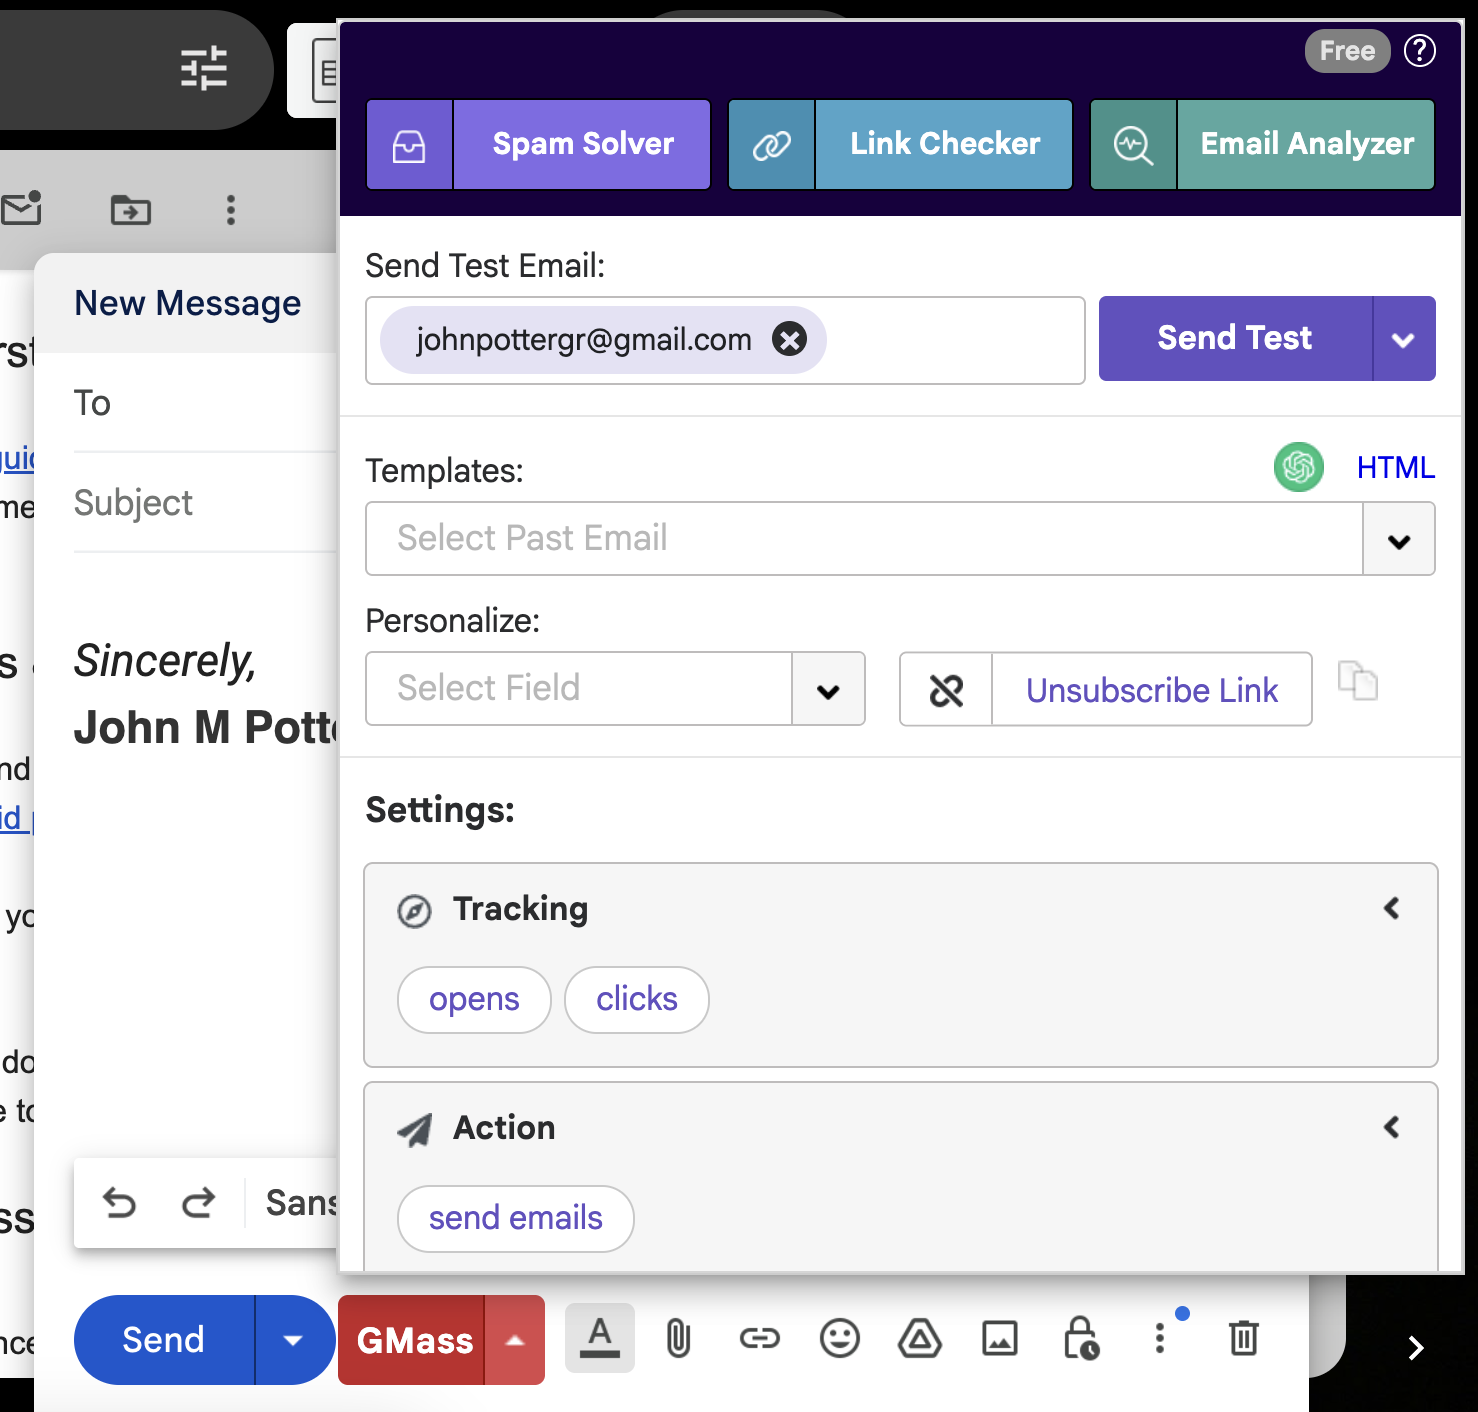 Free
Spam Solver
Link Checker
Email Analyzer
Send Test Email:
johnpottergr@gmail.com
Send Test
Templates:
HTML
Select Past Email
Personalize:
Select Field
Unsubscribe Link
Settings:
Tracking
opens
clicks
Action
send emails
New Message
To
Subject
Sincerely,
John M Potte
Sans
Send
GMass